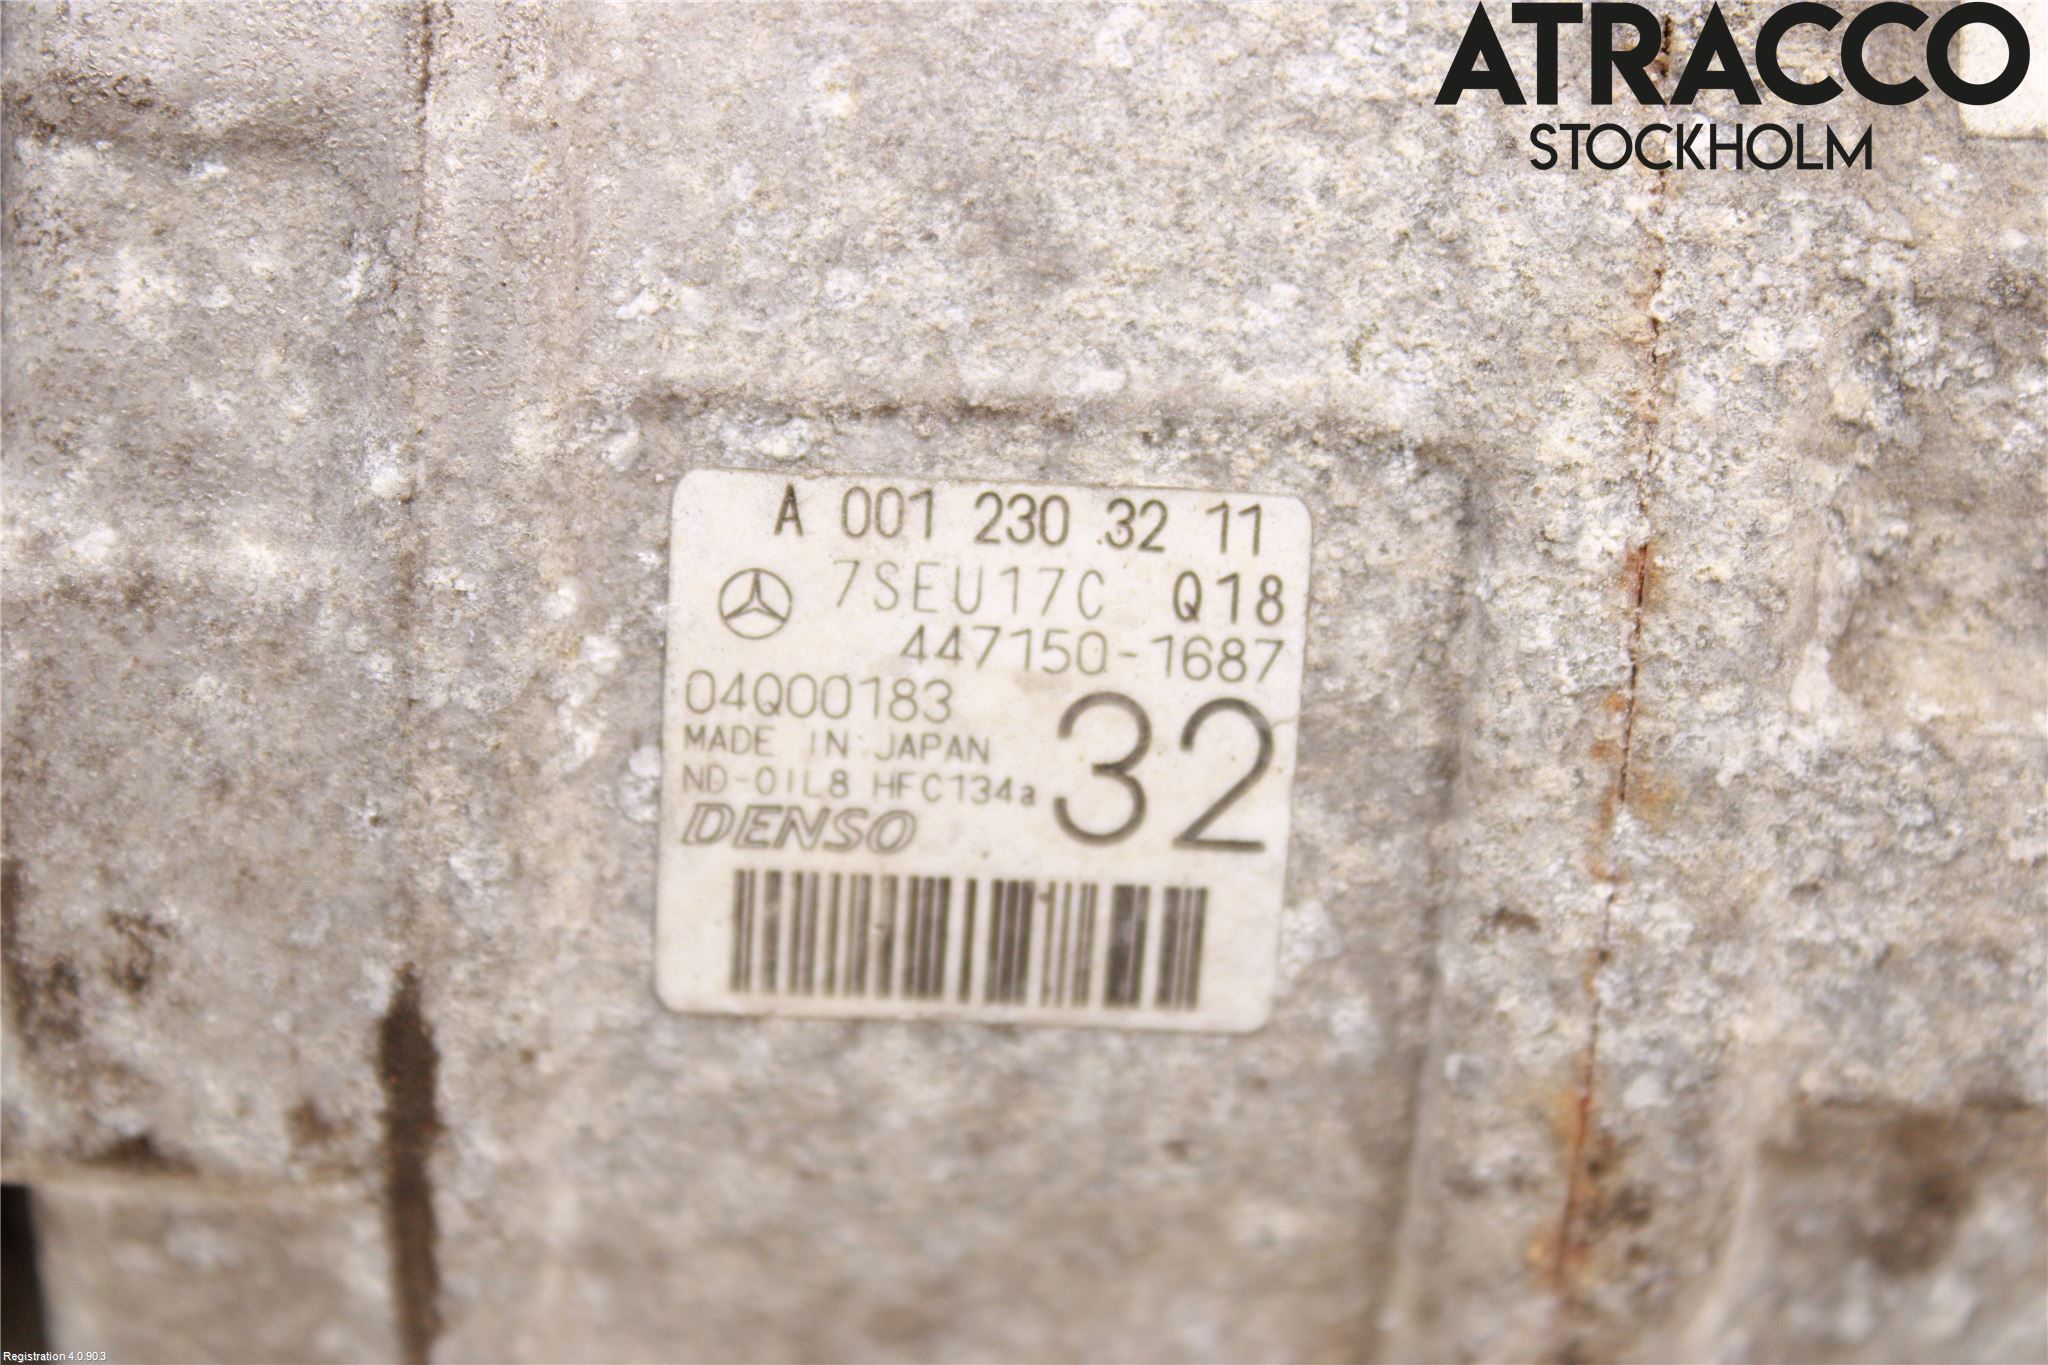 ATRACCO
STOCKHOLM
A 001 230 32 11
7SEU17C Q18
447150-1687
04Q00183
MADE IN JAPAN
32
ND-OIL8 HFC134a
DENSO
Registration 4.0.90.3